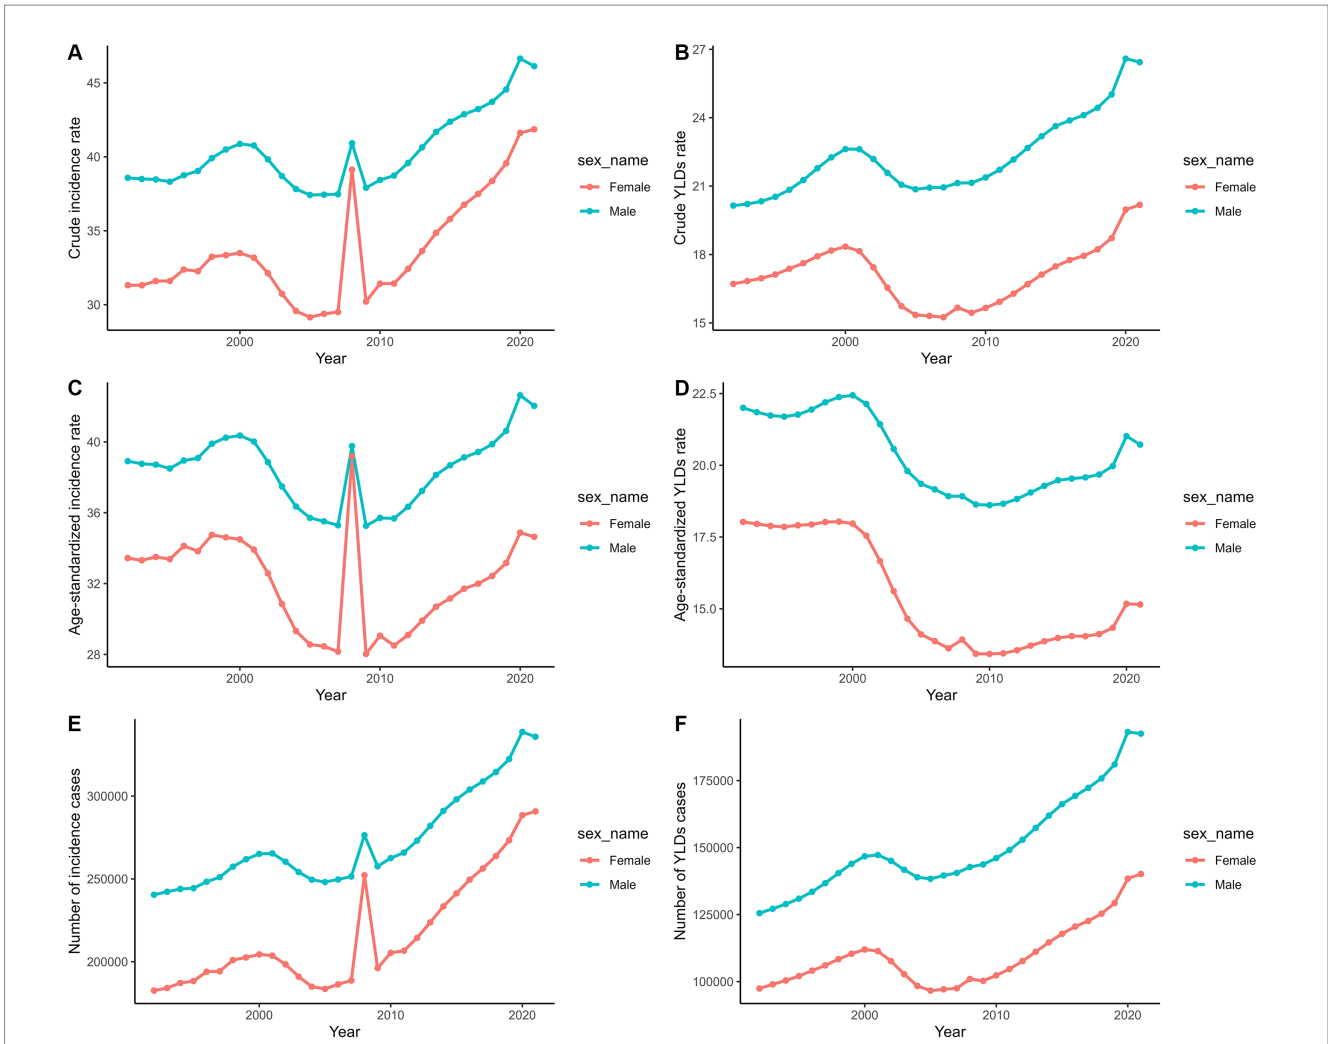 A
Crude incidence rate
45
40
35
30
2000
2010
2020
Year
sex_name
Female
Male
B
Crude YLDs rate
27
24
21
18
15
2000
2010
2020
Year
sex_name
Female
Male
C
Age-standardized incidence rate
40
36
32
28
2000
2010
2020
Year
sex_name
Female
Male
D
Age-standardized YLDs rate
22.5
20.0
17.5
15.0
2000
2010
2020
Year
sex_name
Female
Male
E
Number of incidence cases
300000
250000
200000
2000
2010
2020
Year
sex_name
Female
Male
F
Number of YLDs cases
175000
150000
125000
100000
2000
2010
2020
Year
sex_name
Female
Male